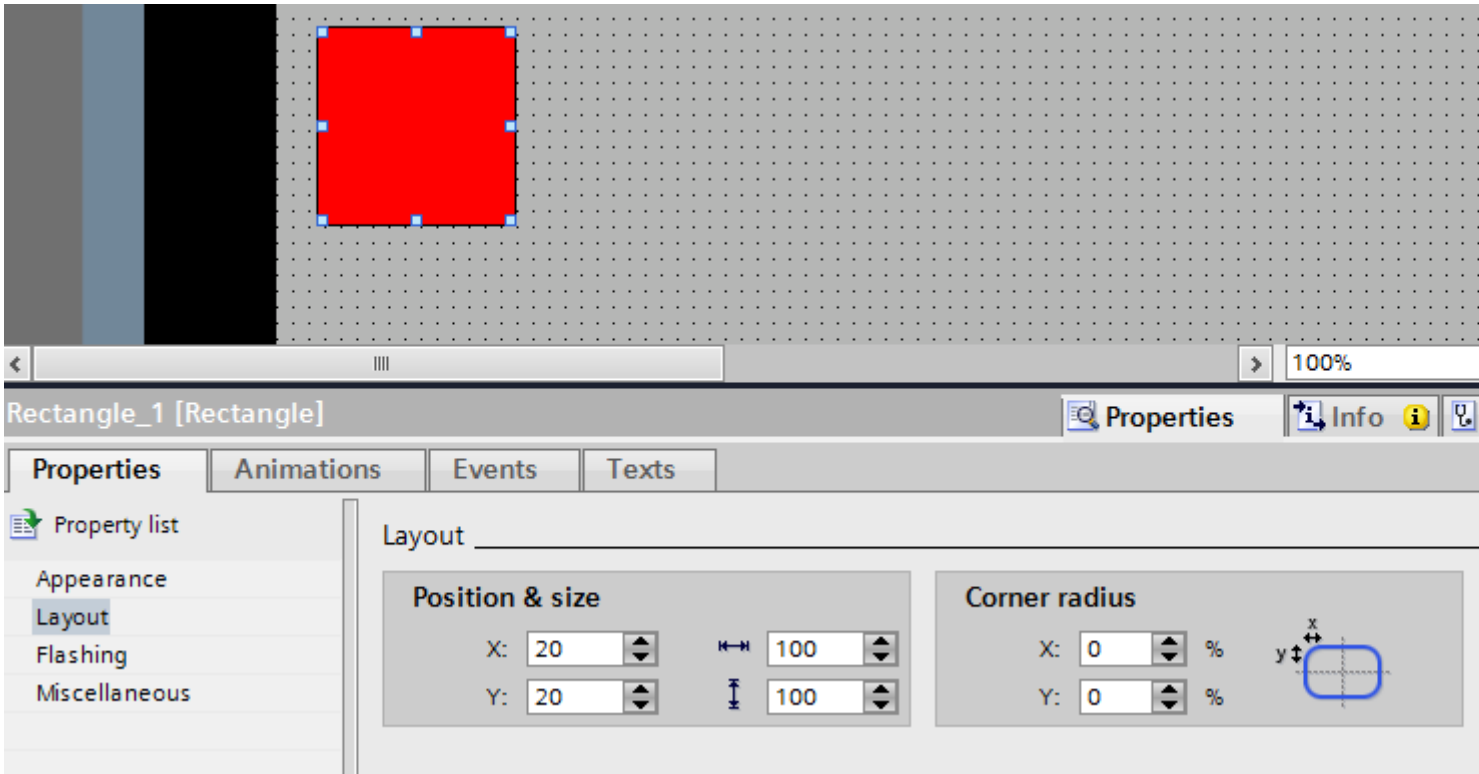 100%
Rectangle_1 [Rectangle]
Properties
Info
Properties
Animations
Events
Texts
Property list
Appearance
Layout
Flashing
Miscellaneous
Layout
Position & size
X: 20
100
Y: 20
100
Corner radius
X: 0 %
Y: 0 %
x
y